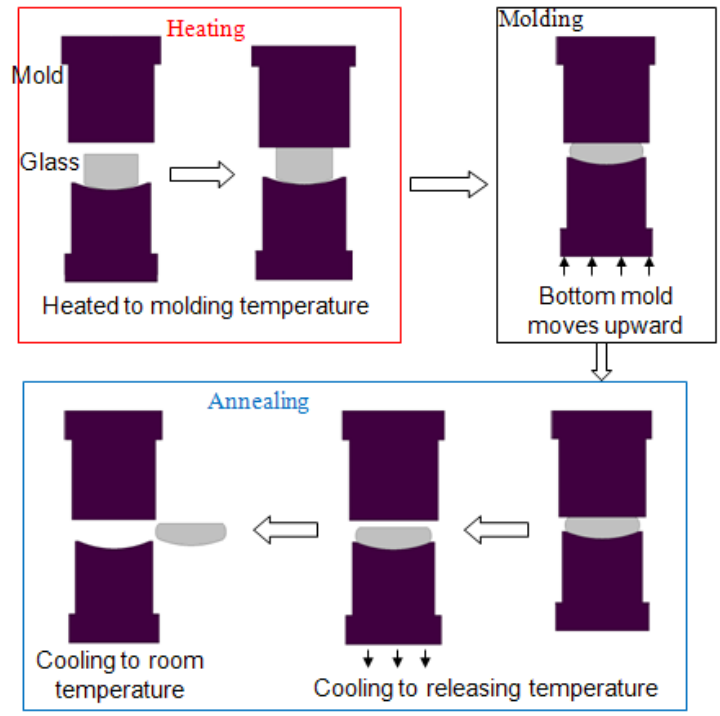 Heating
Mold
Glass
Heated to molding temperature
Molding
Bottom mold
moves upward
Annealing
Cooling to room
temperature
Cooling to releasing temperature